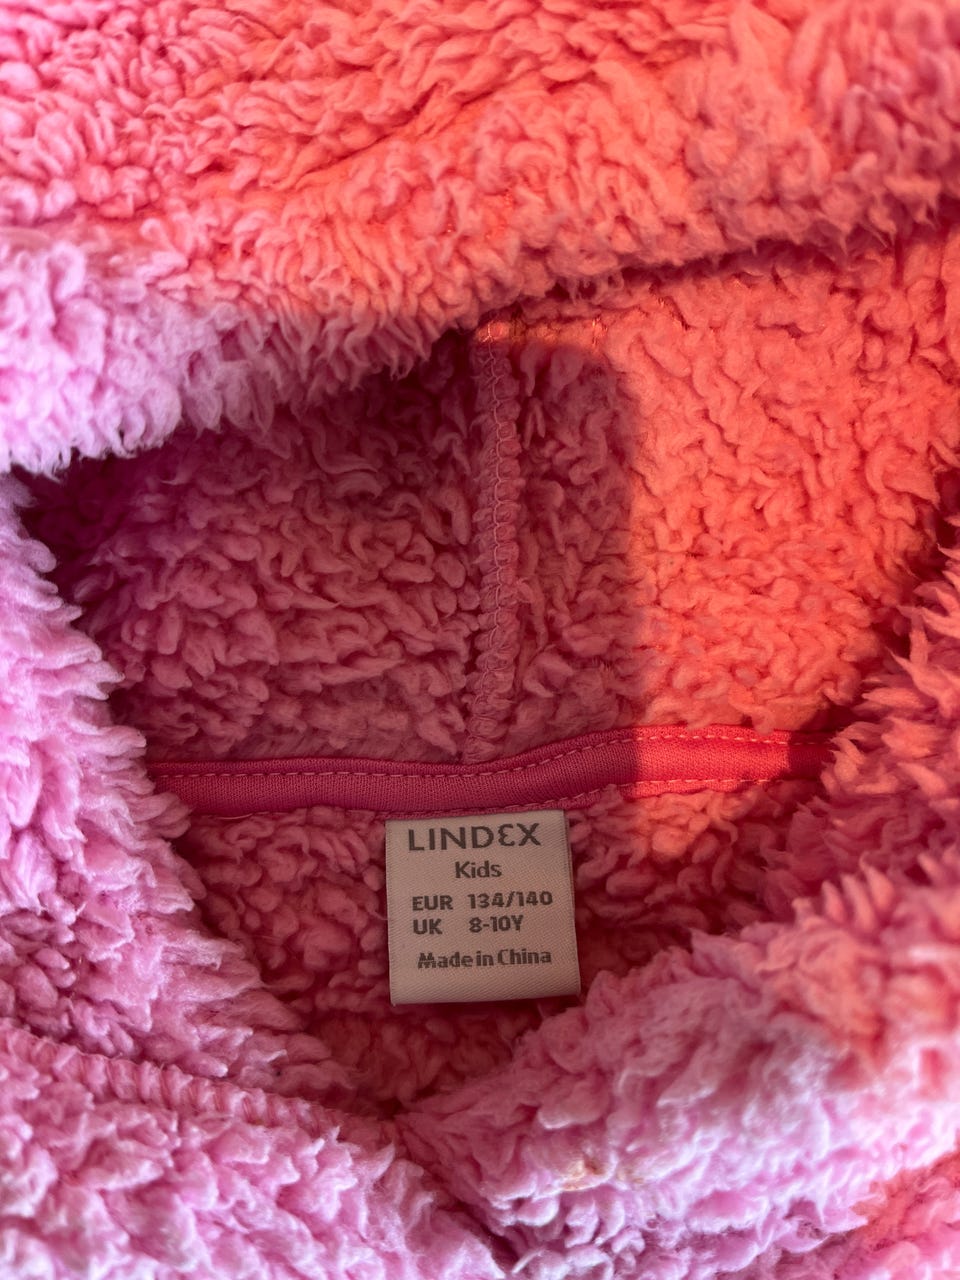 LINDEX
Kids
EUR 134/140
UK 8-10Y
Made in China